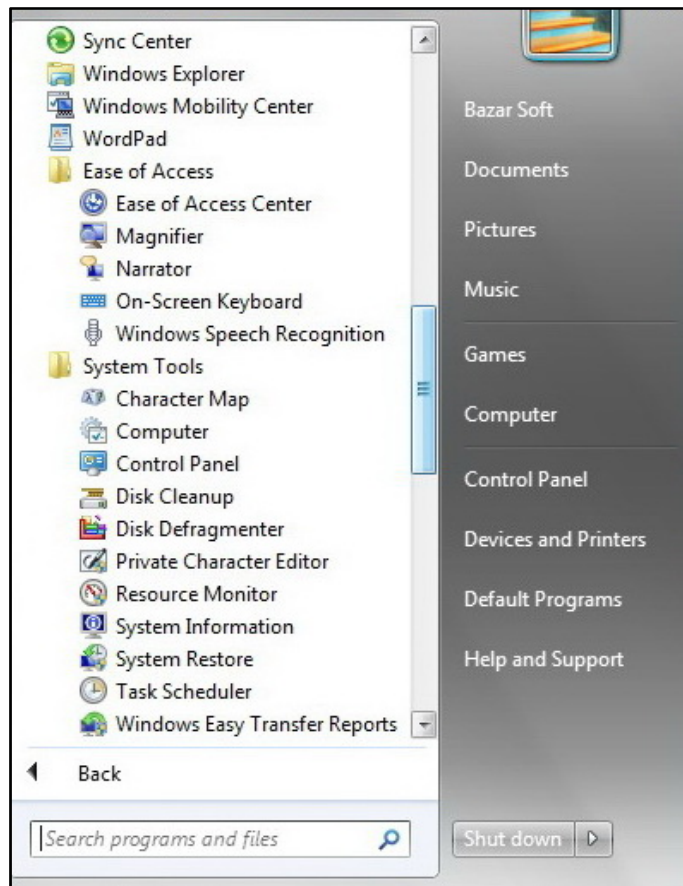 Sync Center
Windows Explorer
Windows Mobility Center
WordPad
Ease of Access
Ease of Access Center
Magnifier
Narrator
On-Screen Keyboard
Windows Speech Recognition
System Tools
Character Map
Computer
Control Panel
Disk Cleanup
Disk Defragmenter
Private Character Editor
Resource Monitor
System Information
System Restore
Task Scheduler
Windows Easy Transfer Reports
Back
Search programs and files
Bazar Soft
Documents
Pictures
Music
Games
Computer
Control Panel
Devices and Printers
Default Programs
Help and Support
Shut down